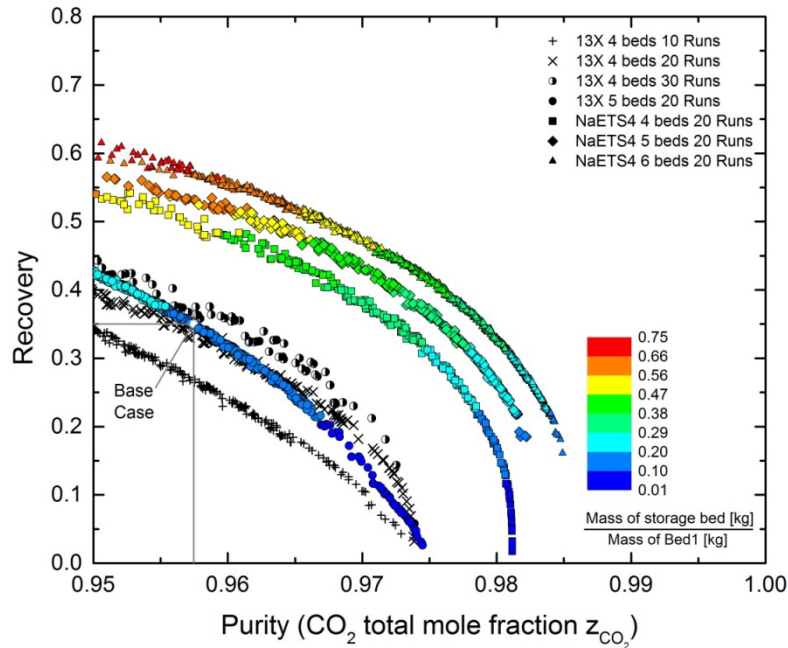 0.8
0.7
0.6
0.5
0.4
0.3
0.2
0.1
0.0
Recovery
0.95
0.96
0.97
0.98
0.99
1.00
Purity (CO₂ total mole fraction z_CO₂)
13X 4 beds 10 Runs
13X 4 beds 20 Runs
13X 4 beds 30 Runs
13X 5 beds 20 Runs
NaETS4 4 beds 20 Runs
NaETS4 5 beds 20 Runs
NaETS4 6 beds 20 Runs
Base
Case
0.75
0.66
0.56
0.47
0.38
0.29
0.20
0.10
0.01
Mass of storage bed [kg]
Mass of Bed1 [kg]